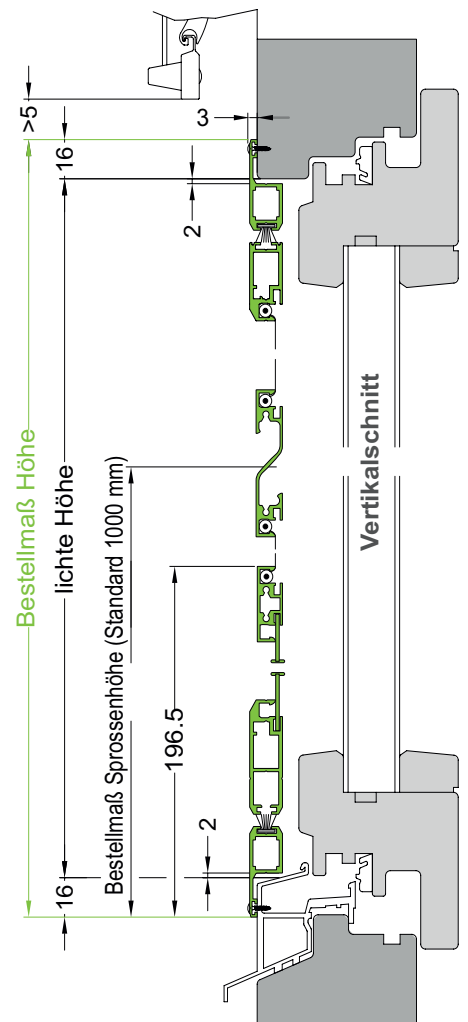 >5
3
16
2
Bestellmaß Höhe
lichte Höhe
Bestellmaß Sprossenhöhe (Standard 1000 mm)
196.5
Vertikalschnitt
2
16